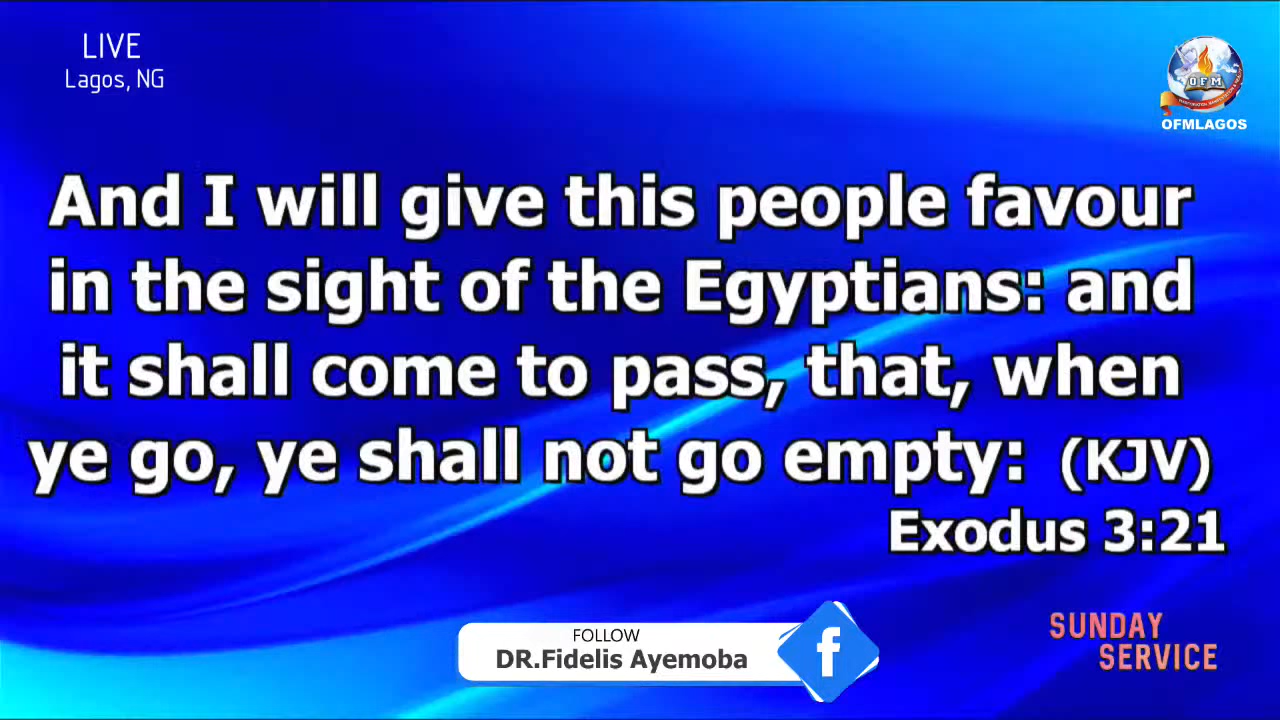 LIVE
Lagos, NG
OFM
OFMLAGOS
And I will give this people favour
in the sight of the Egyptians: and
it shall come to pass, that, when
ye go, ye shall not go empty: (KJV)
Exodus 3:21
FOLLOW
DR.Fidelis Ayemoba
f
SUNDAY
SERVICE